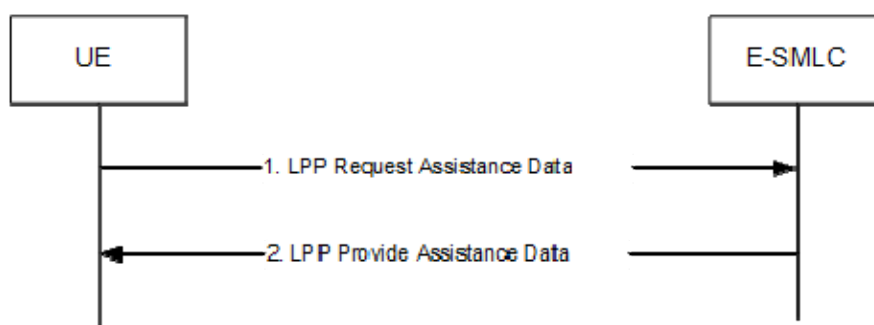 UE
E-SMLC
1. LPP Request Assistance Data
2. LPP Provide Assistance Data